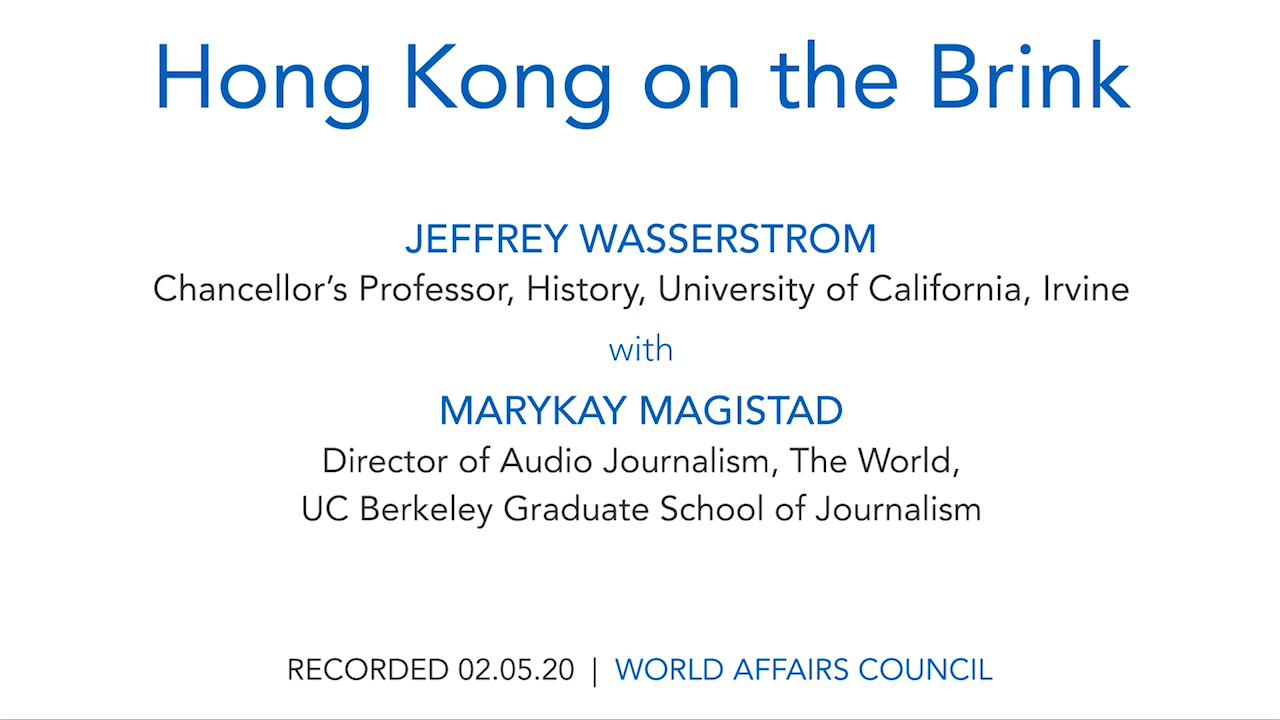 Hong Kong on the Brink
JEFFREY WASSERSTROM
Chancellor’s Professor, History, University of California, Irvine
with
MARYKAY MAGISTAD
Director of Audio Journalism, The World,
UC Berkeley Graduate School of Journalism
RECORDED 02.05.20 | WORLD AFFAIRS COUNCIL